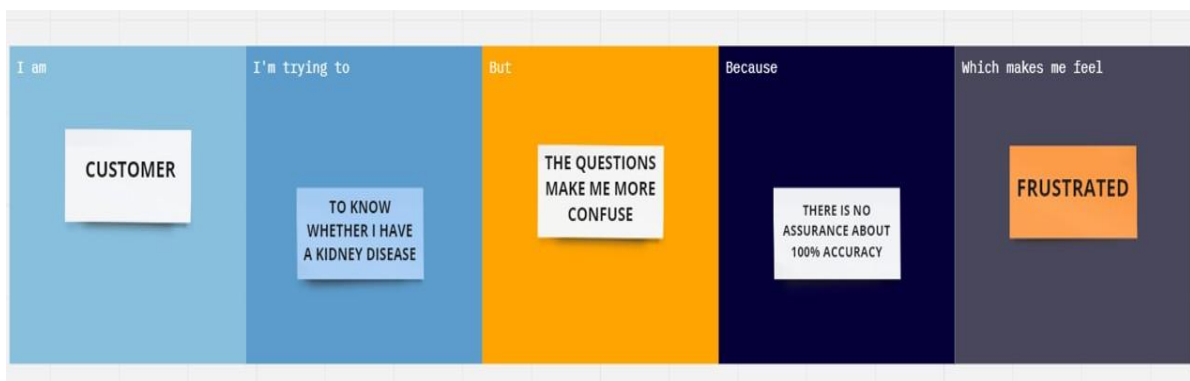 I am
I'm trying to
But
Because
Which makes me feel
CUSTOMER
TO KNOW
WHETHER I HAVE
A KIDNEY DISEASE
THE QUESTIONS
MAKE ME MORE
CONFUSE
THERE IS NO
ASSURANCE ABOUT
100% ACCURACY
FRUSTRATED